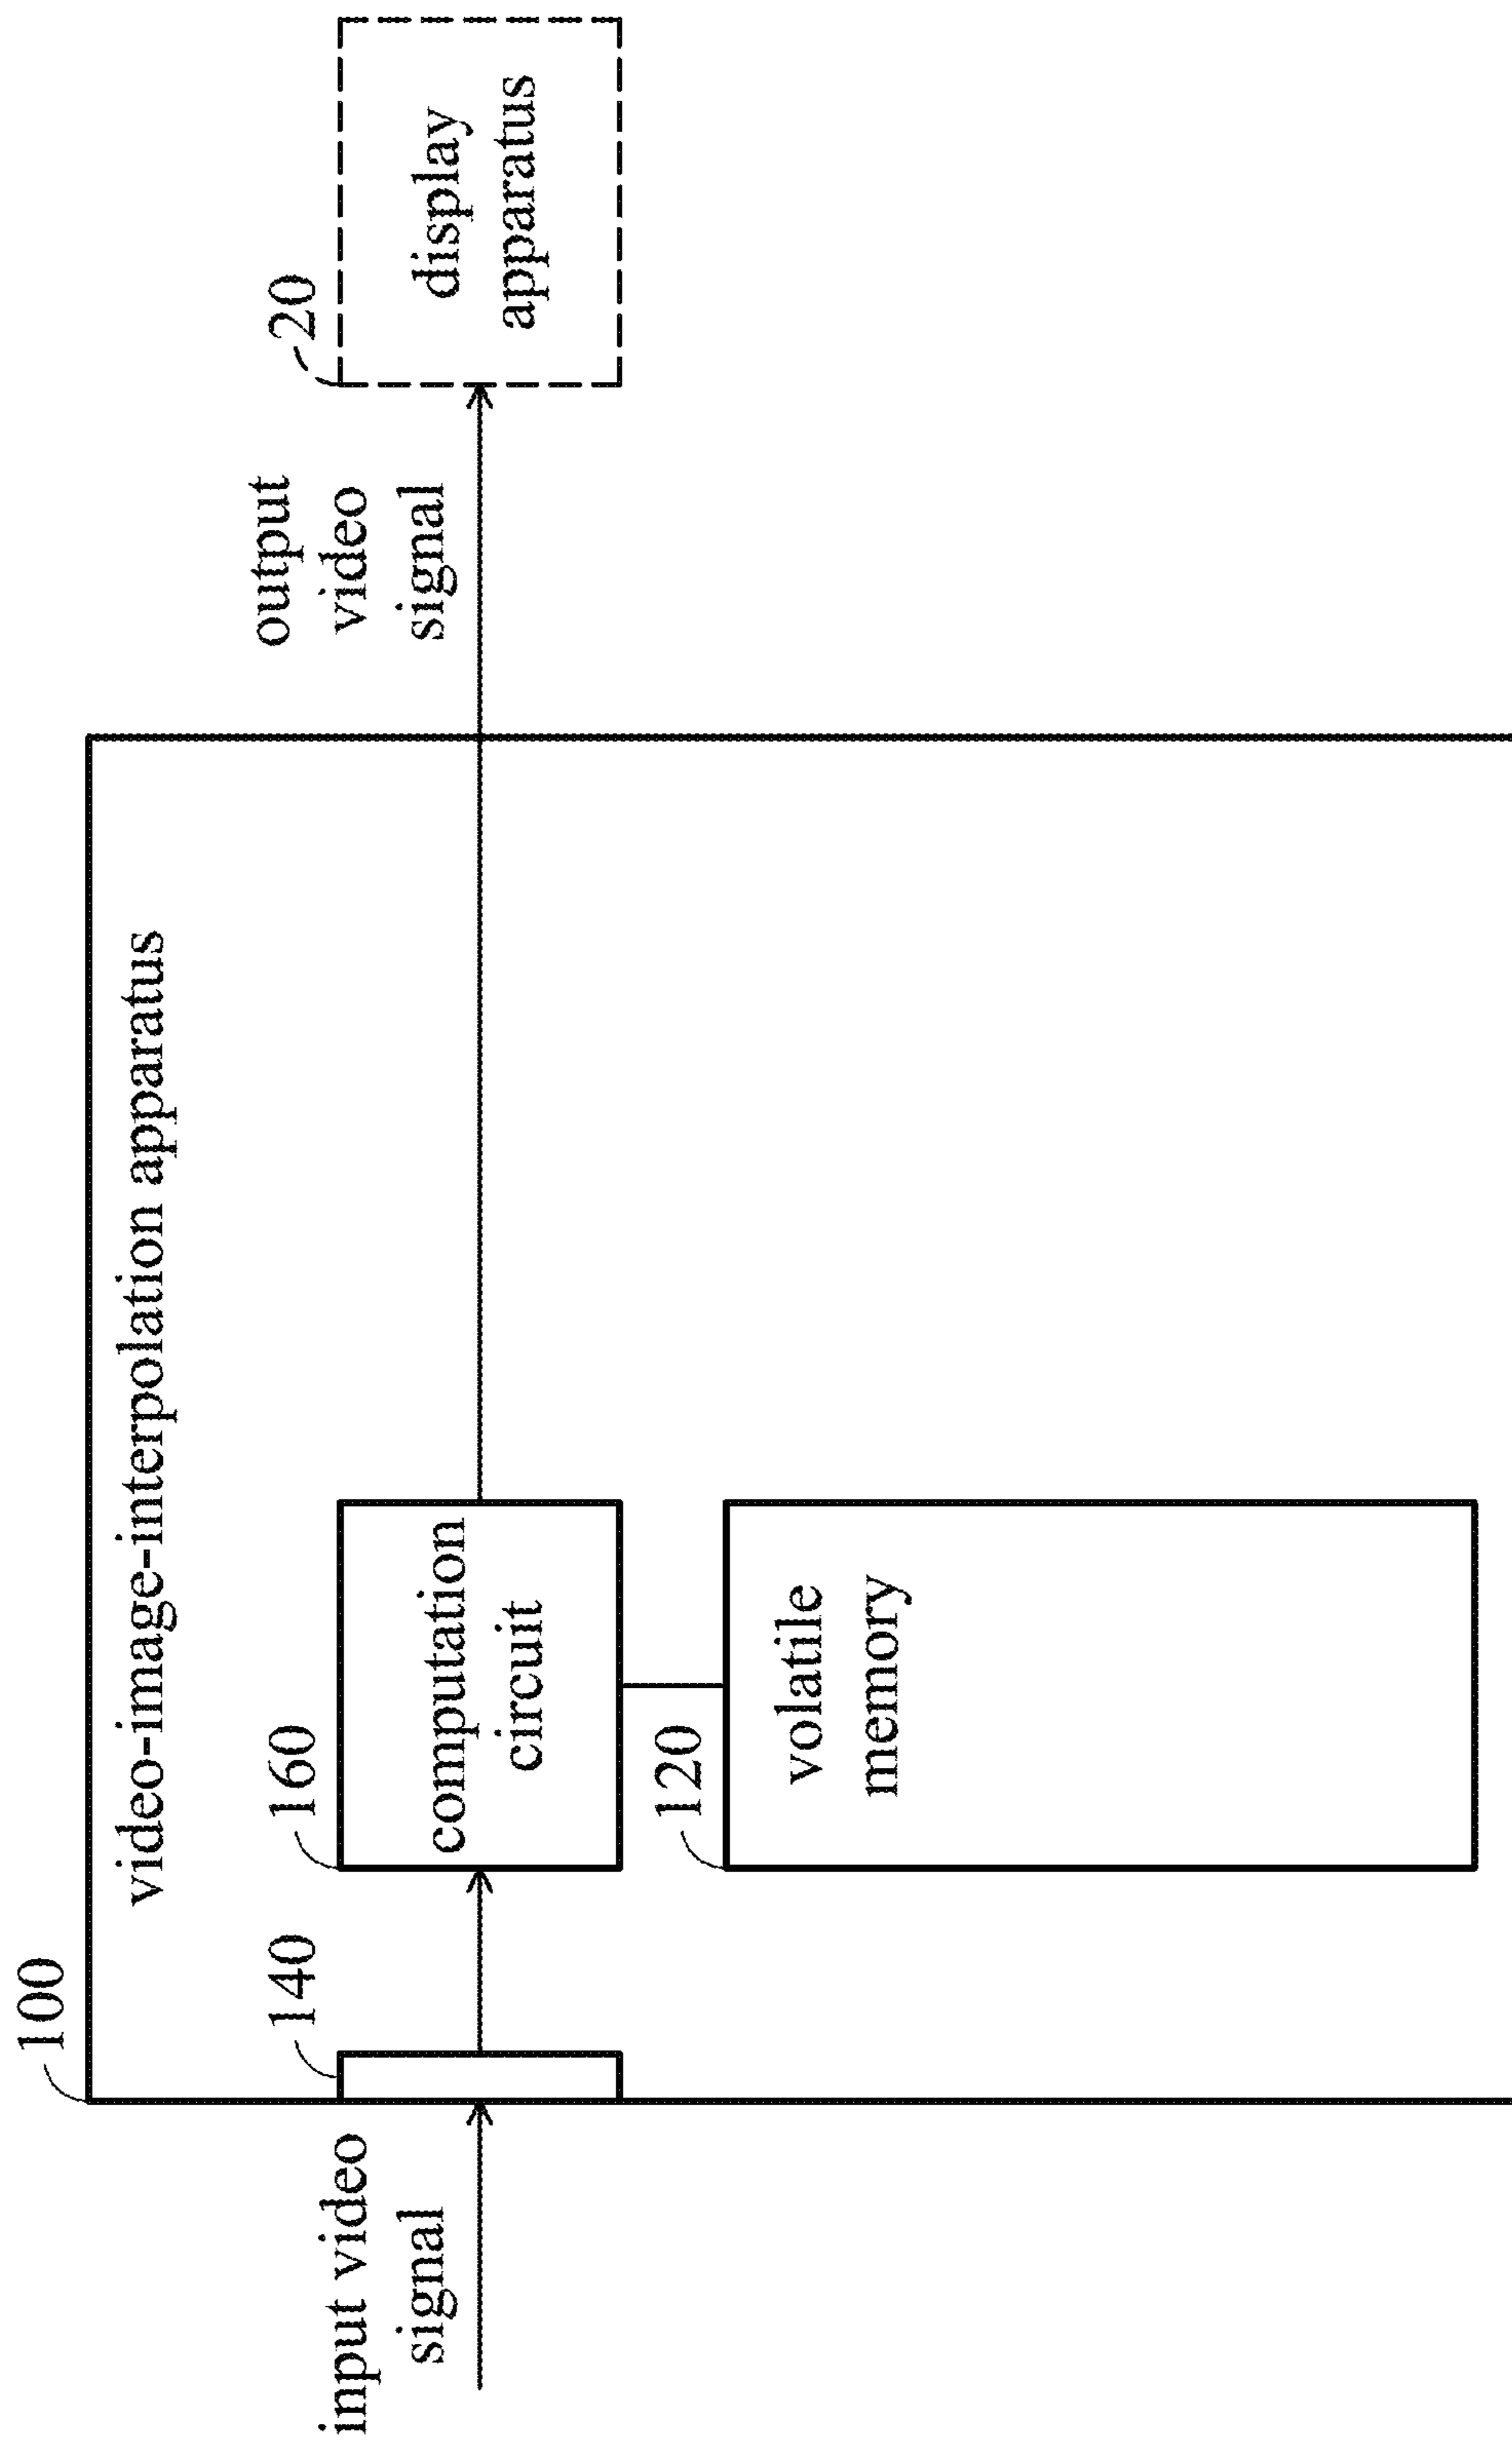 100
video-image-interpolation apparatus
input video
signal
140
160
computation
circuit
120
volatile
memory
output
video
signal
20
display
apparatus